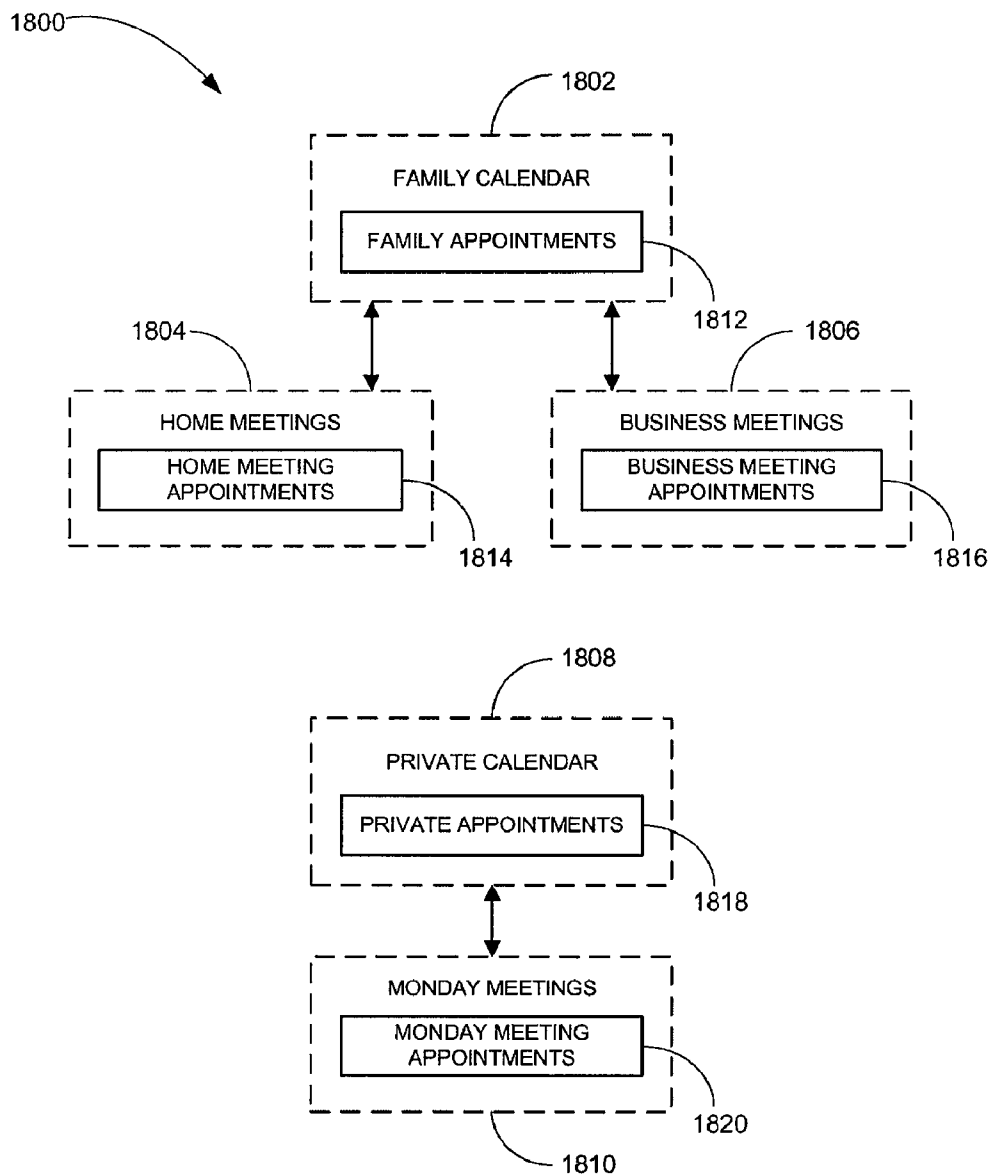 1800
1802
FAMILY CALENDAR
FAMILY APPOINTMENTS
1812
1804
1806
HOME MEETINGS
HOME MEETING
APPOINTMENTS
1814
BUSINESS MEETINGS
BUSINESS MEETING
APPOINTMENTS
1816
1808
PRIVATE CALENDAR
PRIVATE APPOINTMENTS
1818
MONDAY MEETINGS
MONDAY MEETING
APPOINTMENTS
1820
1810